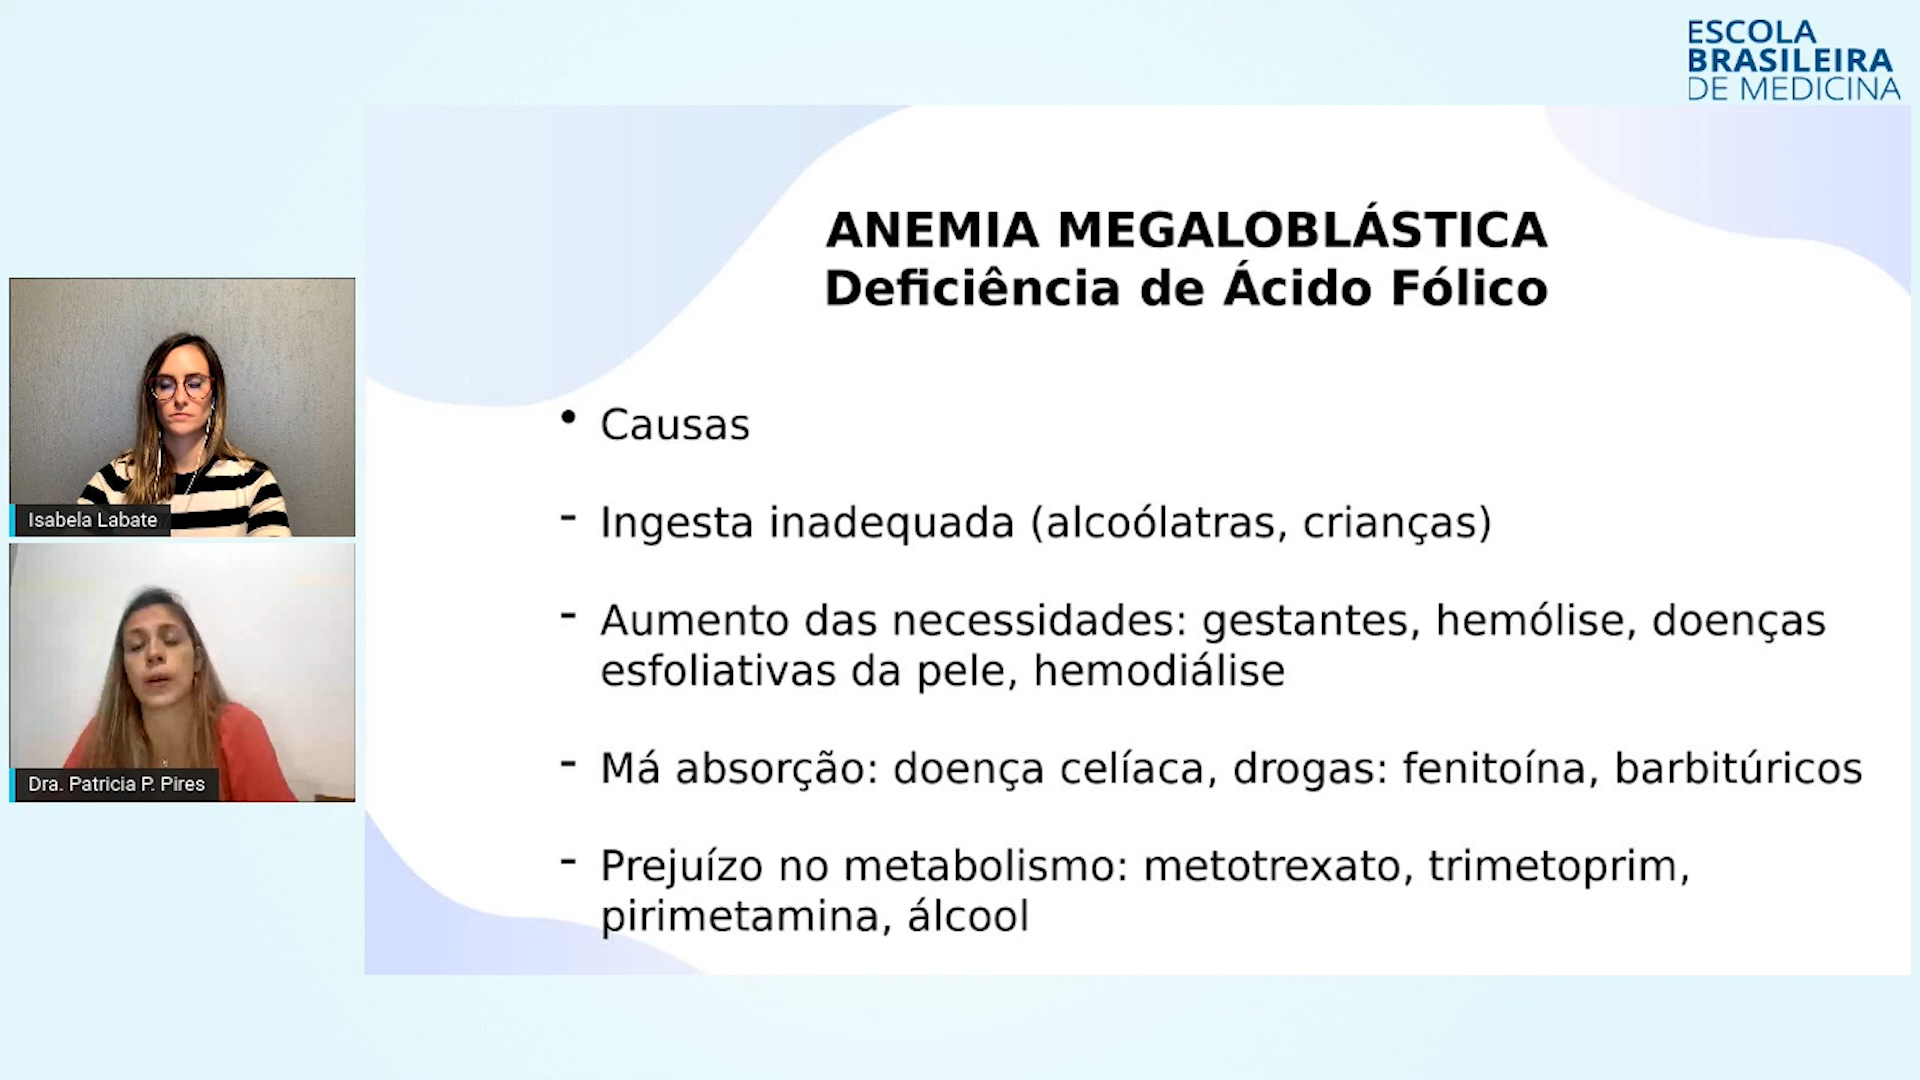 ESCOLA
BRASILEIRA
DE MEDICINA
ANEMIA MEGALOBLÁSTICA
Deficiência de Ácido Fólico
• Causas
- Ingesta inadequada (alcoólatras, crianças)
- Aumento das necessidades: gestantes, hemólise, doenças
esfoliativas da pele, hemodiálise
- Má absorção: doença celíaca, drogas: fenitoína, barbitúricos
- Prejuízo no metabolismo: metotrexato, trimetoprim,
pirimetamina, álcool
Isabela Labate
Dra. Patricia P. Pires